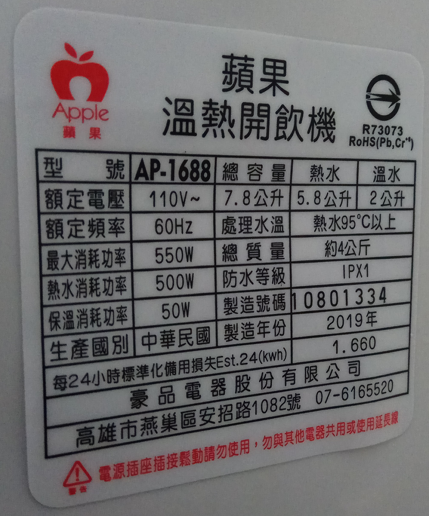 Apple
蘋果
蘋果
溫熱開飲機
R73073
RoHS(Pb,Cr⁺⁶)
型號 AP-1688 總容量 熱水 溫水
額定電壓 110V~ 7.8公升 5.8公升 2公升
額定頻率 60Hz 處理水溫 熱水95°C以上
最大消耗功率 550W 總質量 約4公斤
熱水消耗功率 500W 防水等級 IPX1
保溫消耗功率 50W 製造號碼 10801334
生產國別 中華民國 製造年份 2019年
每24小時標準化備用損失Est.24(kwh) 1.660
豪品電器股份有限公司
高雄市燕巢區安招路1082號 07-6165520
警告 電源插座插接鬆動請勿使用，勿與其他電器共用或使用延長線